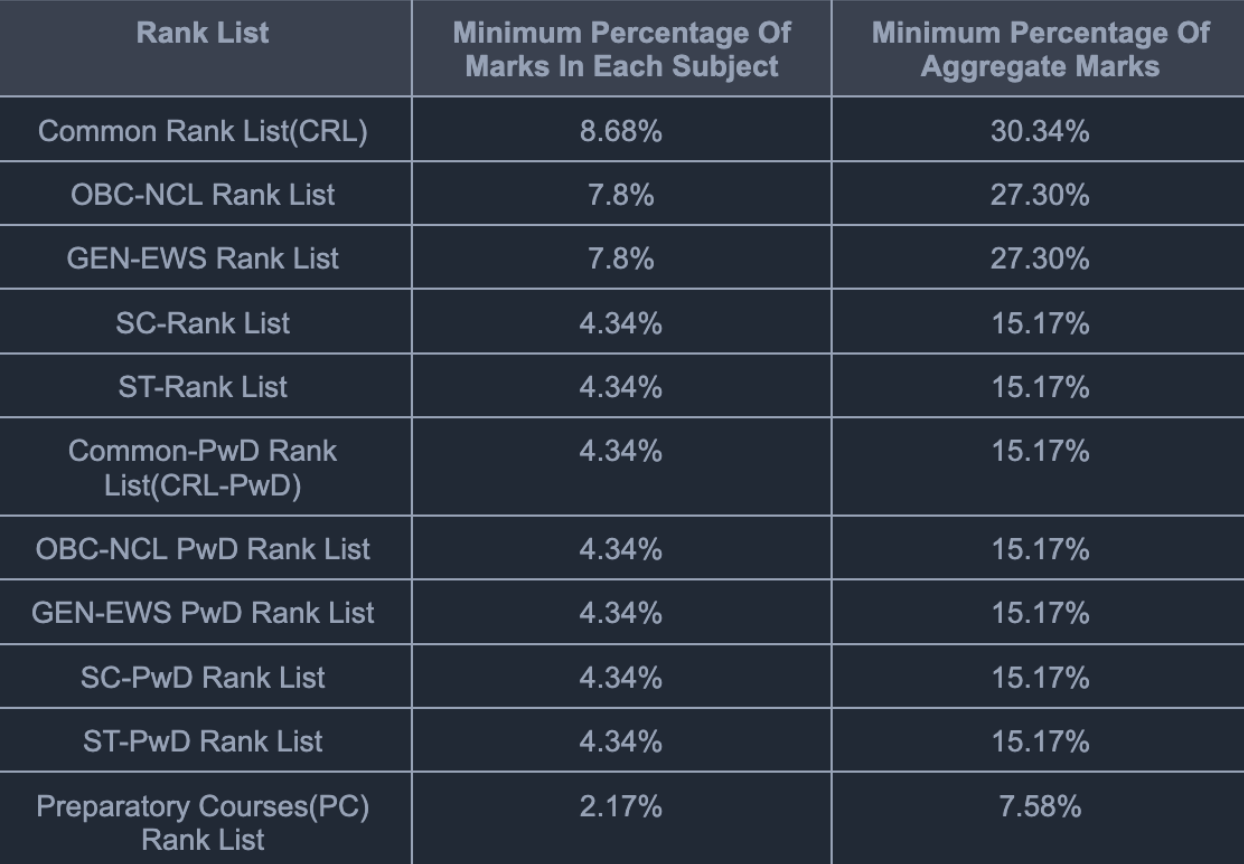 Rank List
Minimum Percentage Of
Marks In Each Subject
Minimum Percentage Of
Aggregate Marks
Common Rank List(CRL) 8.68% 30.34%
OBC-NCL Rank List 7.8% 27.30%
GEN-EWS Rank List 7.8% 27.30%
SC-Rank List 4.34% 15.17%
ST-Rank List 4.34% 15.17%
Common-PwD Rank
List(CRL-PwD)
4.34% 15.17%
OBC-NCL PwD Rank List 4.34% 15.17%
GEN-EWS PwD Rank List 4.34% 15.17%
SC-PwD Rank List 4.34% 15.17%
ST-PwD Rank List 4.34% 15.17%
Preparatory Courses(PC)
Rank List
2.17% 7.58%